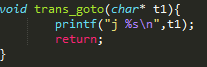 void trans_goto(char* t1){
printf("j %s\n",t1);
return;
}